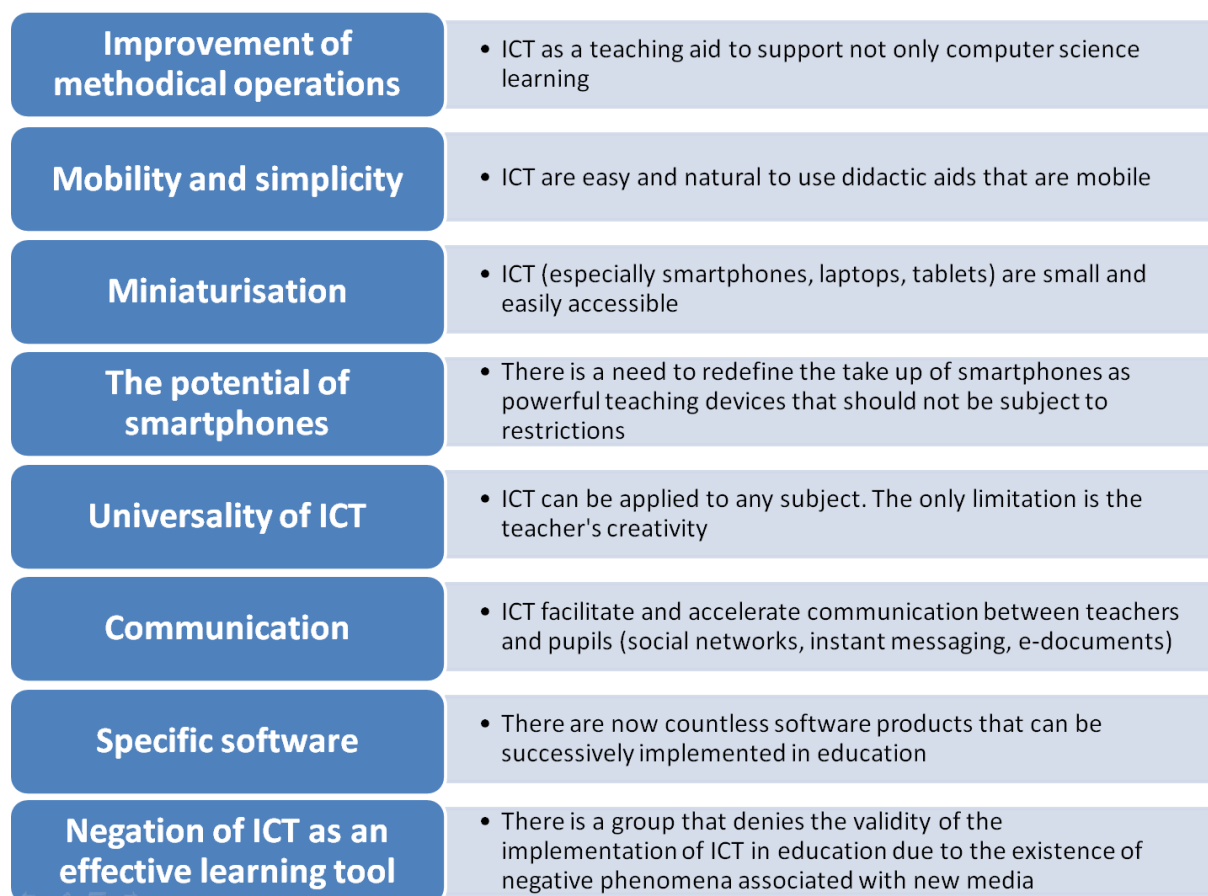 Improvement of
methodical operations
• ICT as a teaching aid to support not only computer science
learning
Mobility and simplicity
• ICT are easy and natural to use didactic aids that are mobile
Miniaturisation
• ICT (especially smartphones, laptops, tablets) are small and
easily accessible
The potential of
smartphones
• There is a need to redefine the take up of smartphones as
powerful teaching devices that should not be subject to
restrictions
Universality of ICT
• ICT can be applied to any subject. The only limitation is the
teacher's creativity
Communication
• ICT facilitate and accelerate communication between teachers
and pupils (social networks, instant messaging, e-documents)
Specific software
• There are now countless software products that can be
successively implemented in education
Negation of ICT as an
effective learning tool
• There is a group that denies the validity of the
implementation of ICT in education due to the existence of
negative phenomena associated with new media